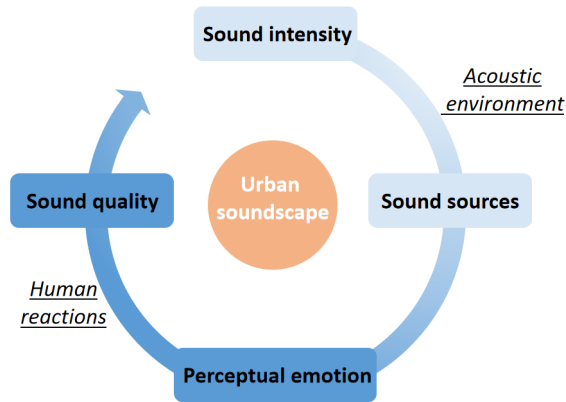 Sound intensity
Acoustic
environment
Urban
soundscape
Sound quality
Sound sources
Human
reactions
Perceptual emotion